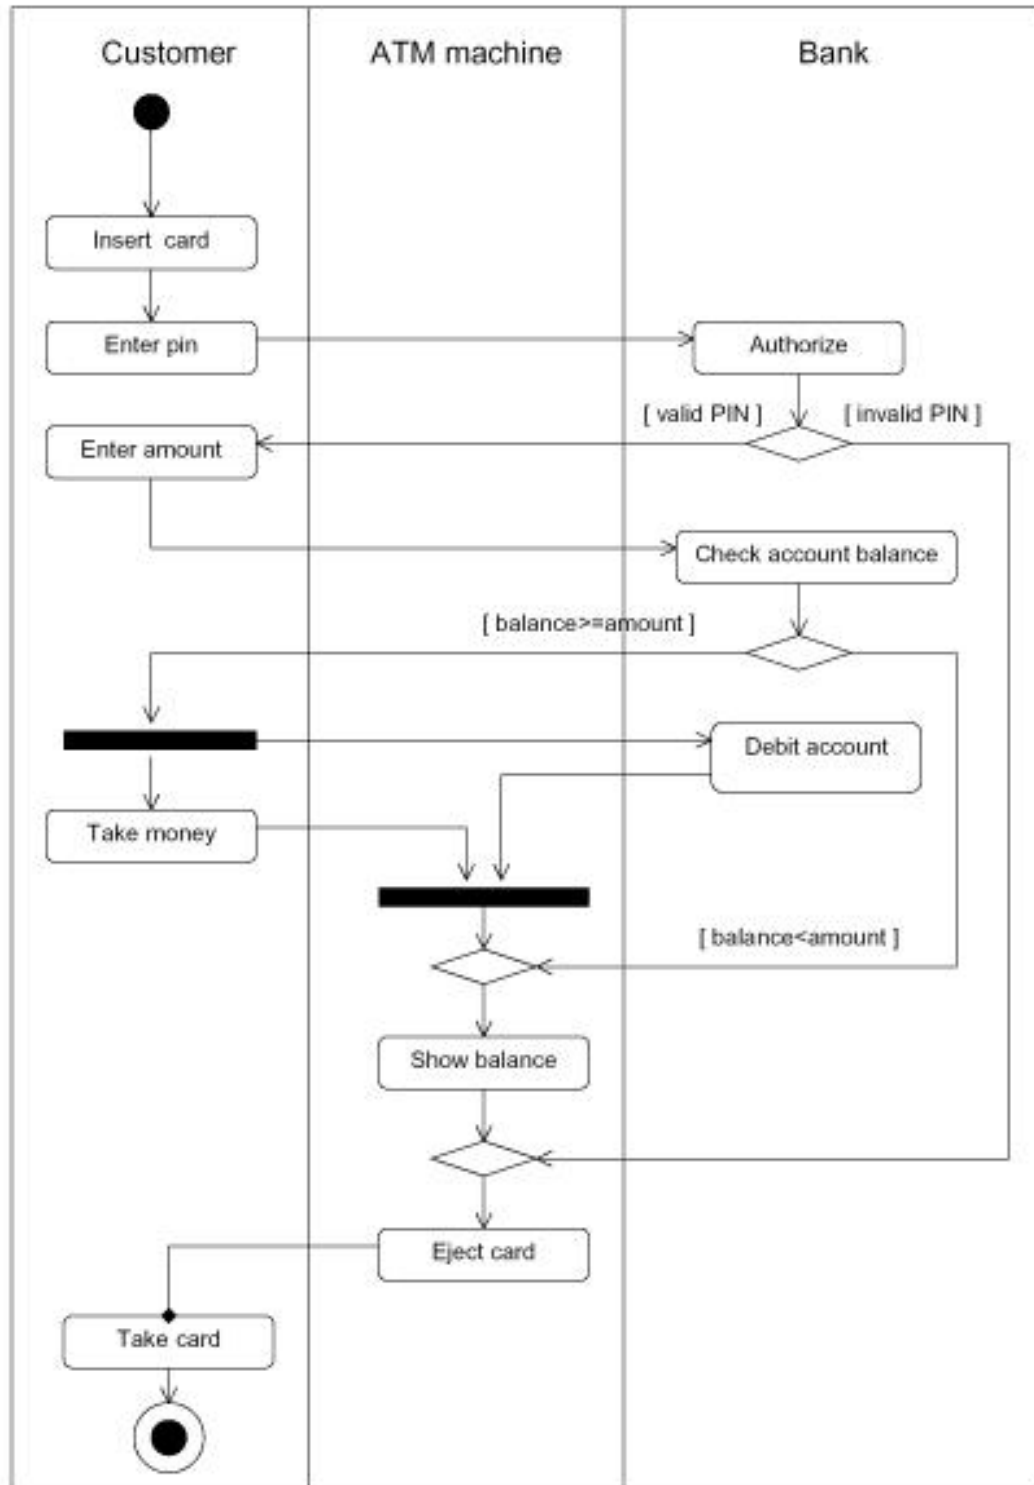 Customer
ATM machine
Bank
Insert card
Enter pin
Authorize
[ valid PIN ]
[ invalid PIN ]
Enter amount
Check account balance
[ balance>=amount ]
Debit account
Take money
[ balance<amount ]
Show balance
Eject card
Take card